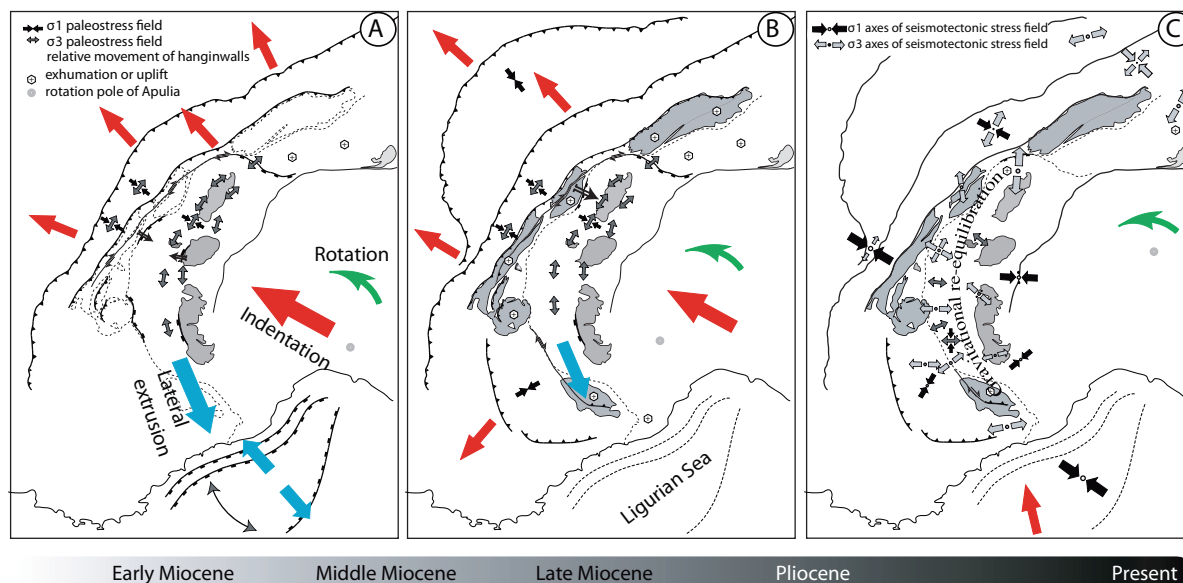 A
σ1 paleostress field
σ3 paleostress field
relative movement of hanginwalls
exhumation or uplift
rotation pole of Apulia
Rotation
Indentation
Lateral
extrusion
B
Ligurian Sea
C
σ1 axes of seismotectonic stress field
σ3 axes of seismotectonic stress field
Gravitational re-equilibration
Early Miocene
Middle Miocene
Late Miocene
Pliocene
Present